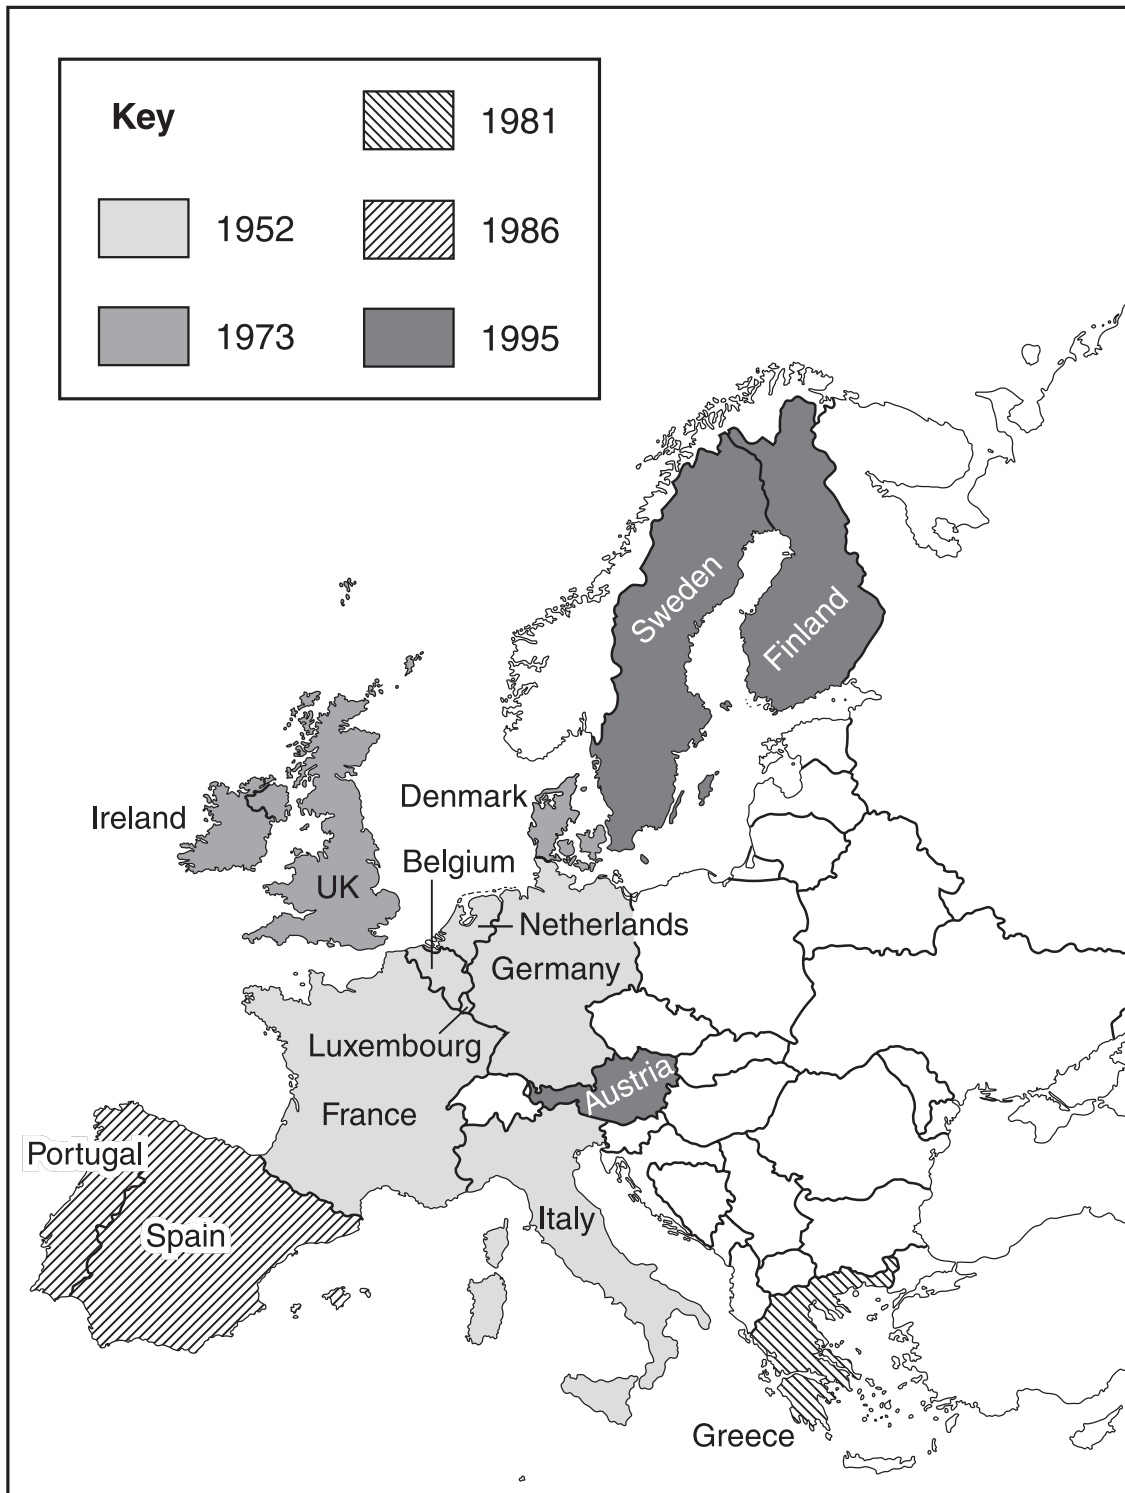 Key
1981
1952
1986
1973
1995
Sweden
Finland
Denmark
Ireland
Belgium
UK
Netherlands
Germany
Luxembourg
Austria
France
Portugal
Italy
Spain
Greece